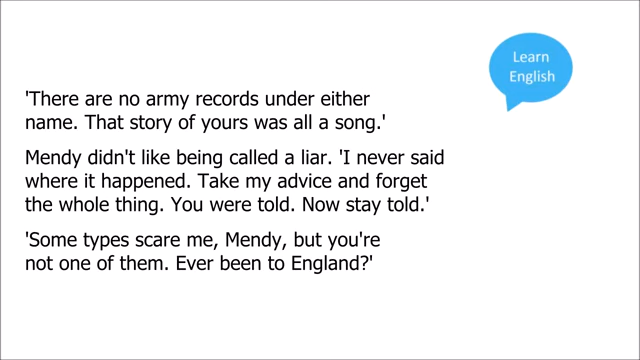 Learn
English
'There are no army records under either
name. That story of yours was all a song.'
Mendy didn't like being called a liar. 'I never said
where it happened. Take my advice and forget
the whole thing. You were told. Now stay told.'
'Some types scare me, Mendy, but you're
not one of them. Ever been to England?'